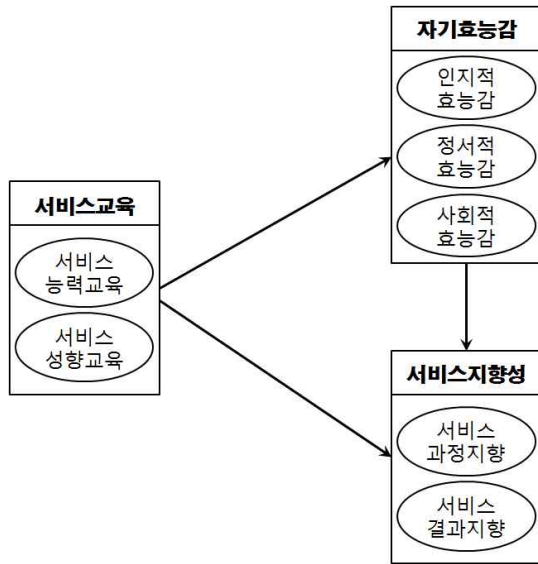 자기효능감
인지적
효능감
정서적
효능감
사회적
효능감
서비스교육
서비스
능력교육
서비스
성향교육
서비스지향성
서비스
과정지향
서비스
결과지향